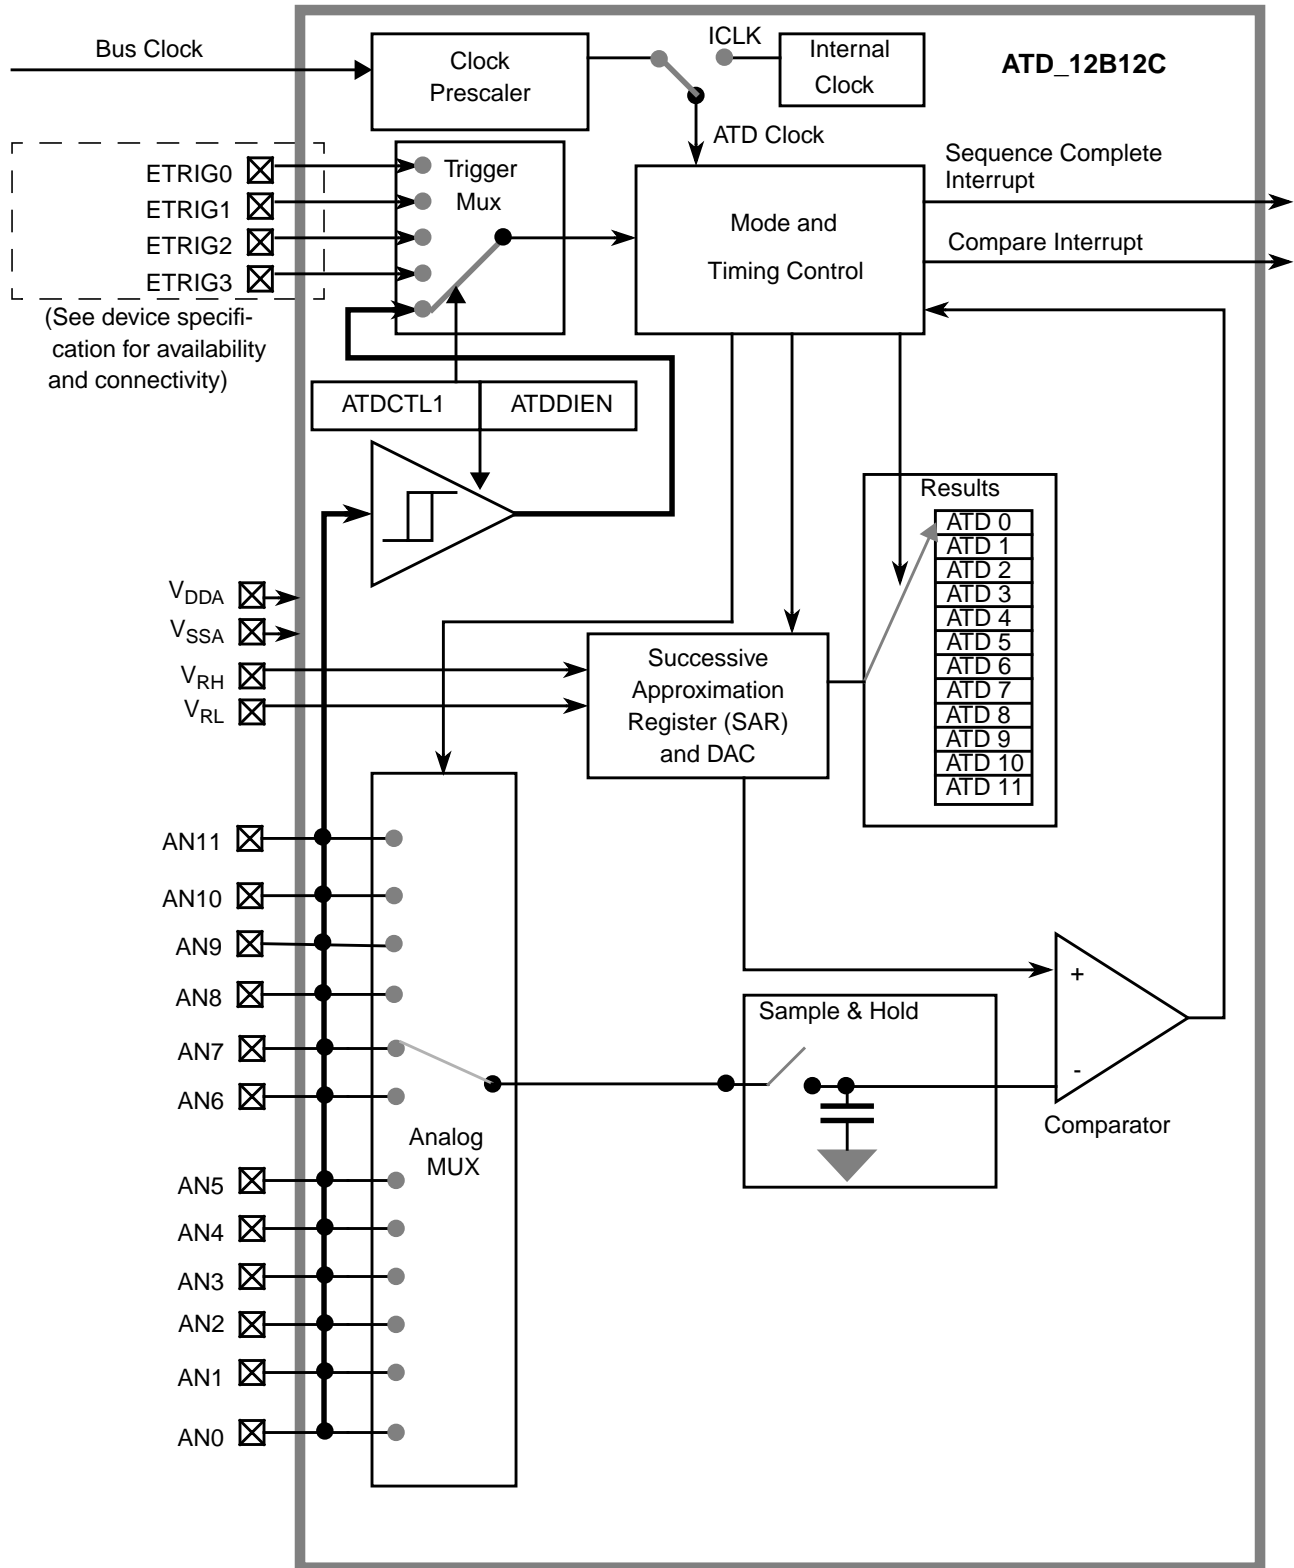 Bus Clock
Clock
Prescaler
ICLK
Internal
Clock
ATD_12B12C
ATD Clock
ETRIG0
ETRIG1
ETRIG2
ETRIG3
(See device specifi-
cation for availability
and connectivity)
Trigger
Mux
Mode and
Timing Control
Sequence Complete
Interrupt
Compare Interrupt
ATDCTL1
ATDDIEN
Results
ATD 0
ATD 1
ATD 2
ATD 3
ATD 4
ATD 5
ATD 6
ATD 7
ATD 8
ATD 9
ATD 10
ATD 11
VDDA
VSSA
VRH
VRL
Successive
Approximation
Register (SAR)
and DAC
AN11
AN10
AN9
AN8
AN7
AN6
AN5
AN4
AN3
AN2
AN1
AN0
Analog
MUX
Sample & Hold
+
-
Comparator